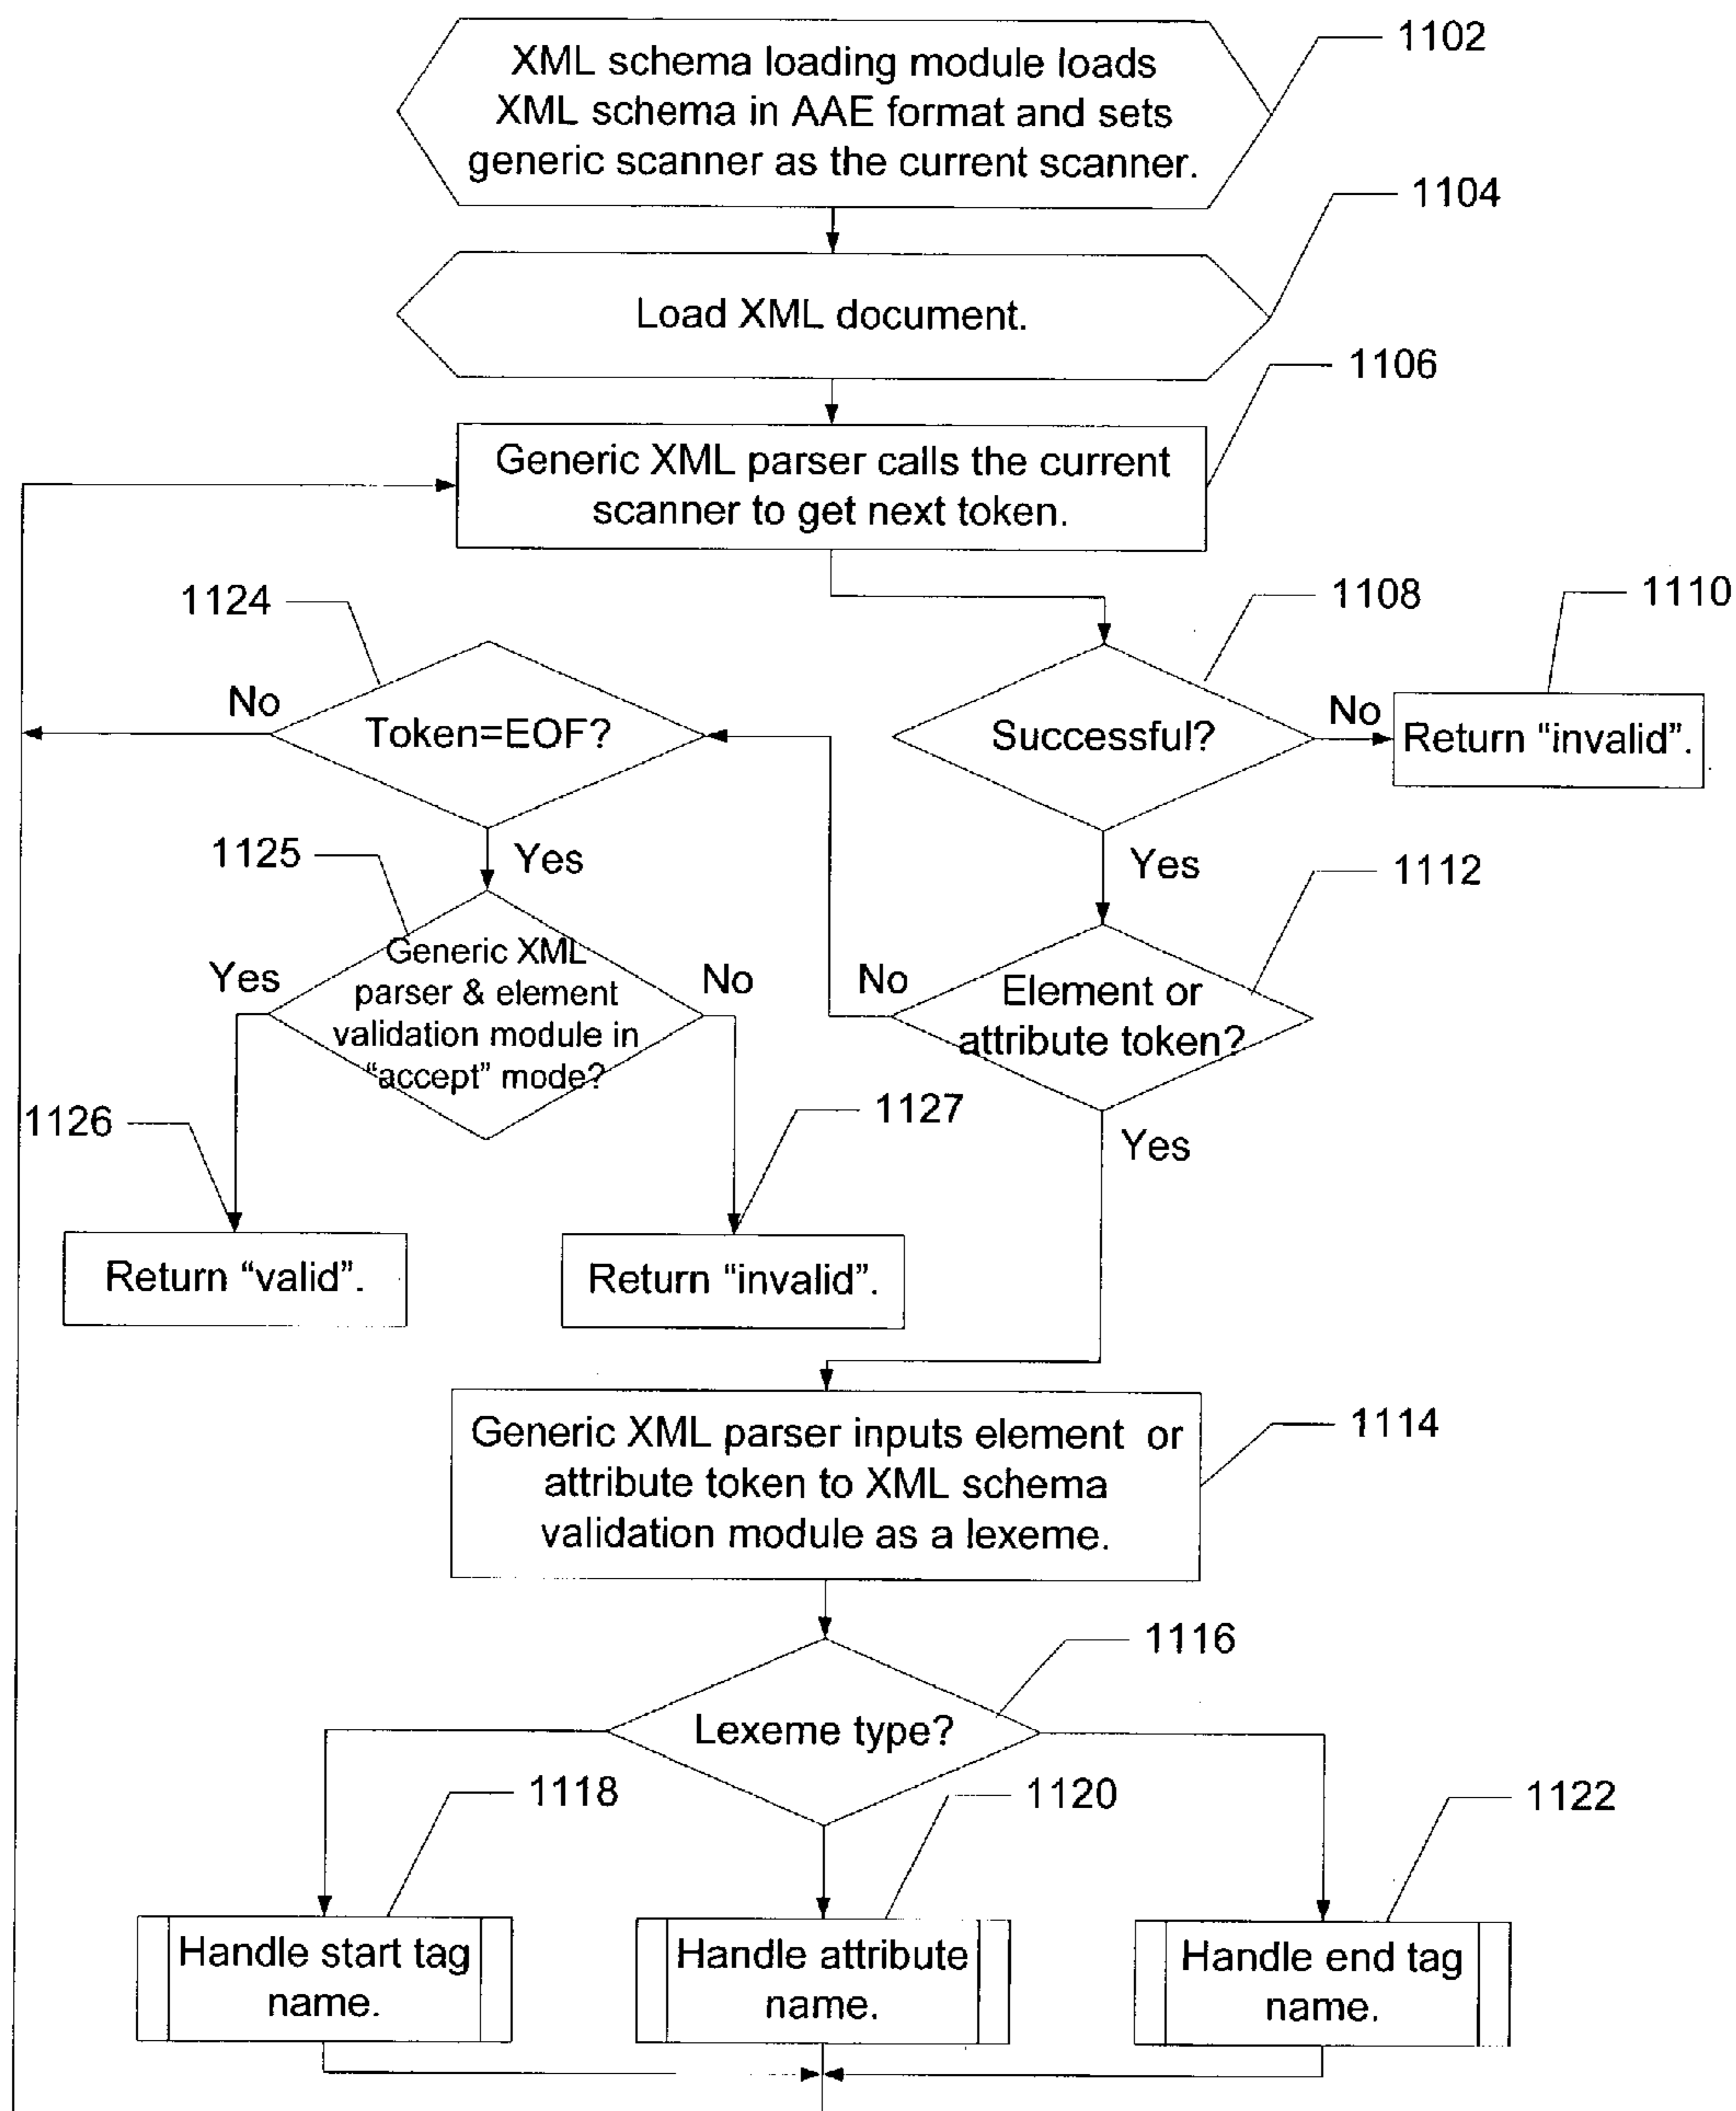 1102
XML schema loading module loads
XML schema in AAE format and sets
generic scanner as the current scanner.
1104
Load XML document.
1106
Generic XML parser calls the current
scanner to get next token.
1124
1108
1110
No
Token=EOF?
Successful?
No
Return “invalid”.
1125
Yes
Yes
1112
Yes
Generic XML
parser & element
validation module in
“accept” mode?
No
No
Element or
attribute token?
1126
1127
Yes
Return “valid”.
Return “invalid”.
Generic XML parser inputs element or
attribute token to XML schema
validation module as a lexeme.
1114
1116
Lexeme type?
1118
1120
1122
Handle start tag
name.
Handle attribute
name.
Handle end tag
name.